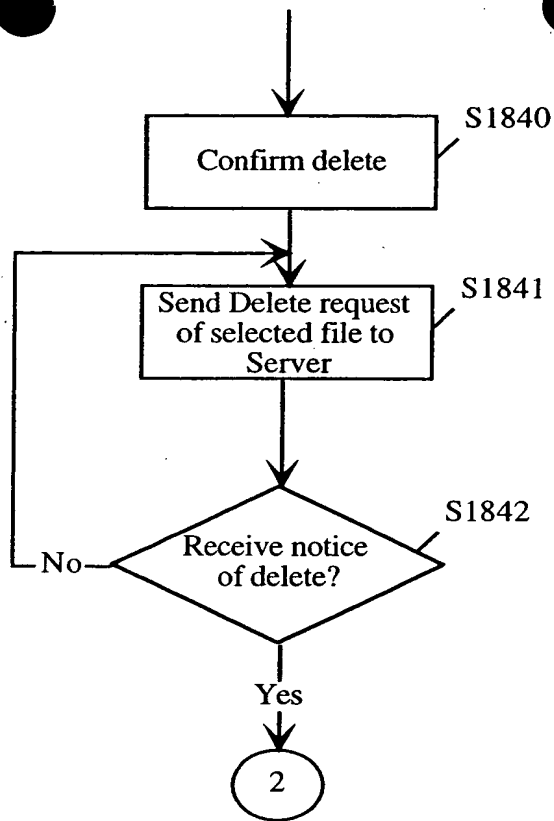 S1840
Confirm delete
S1841
Send Delete request
of selected file to
Server
S1842
Receive notice
of delete?
No
Yes
2